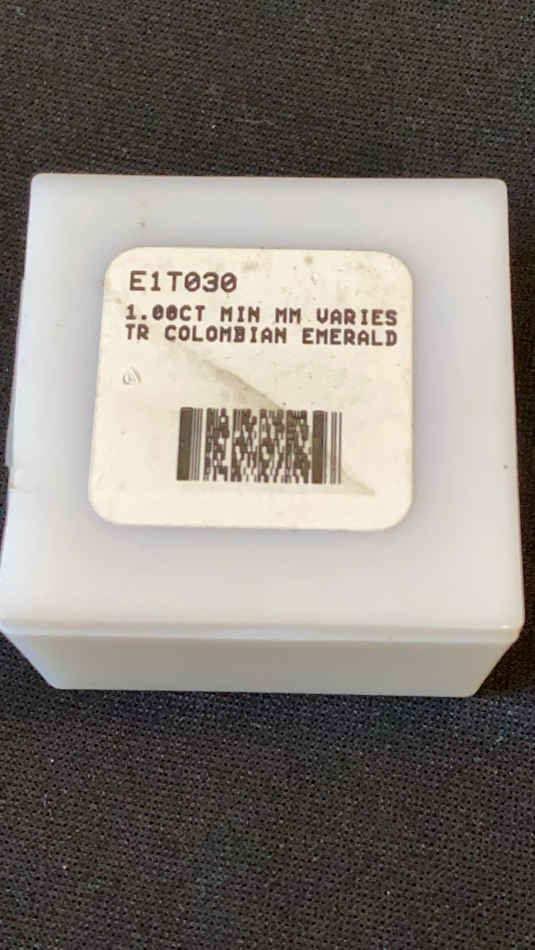 E1T030
1.00CT MIN MM VARIES
TR COLOMBIAN EMERALD